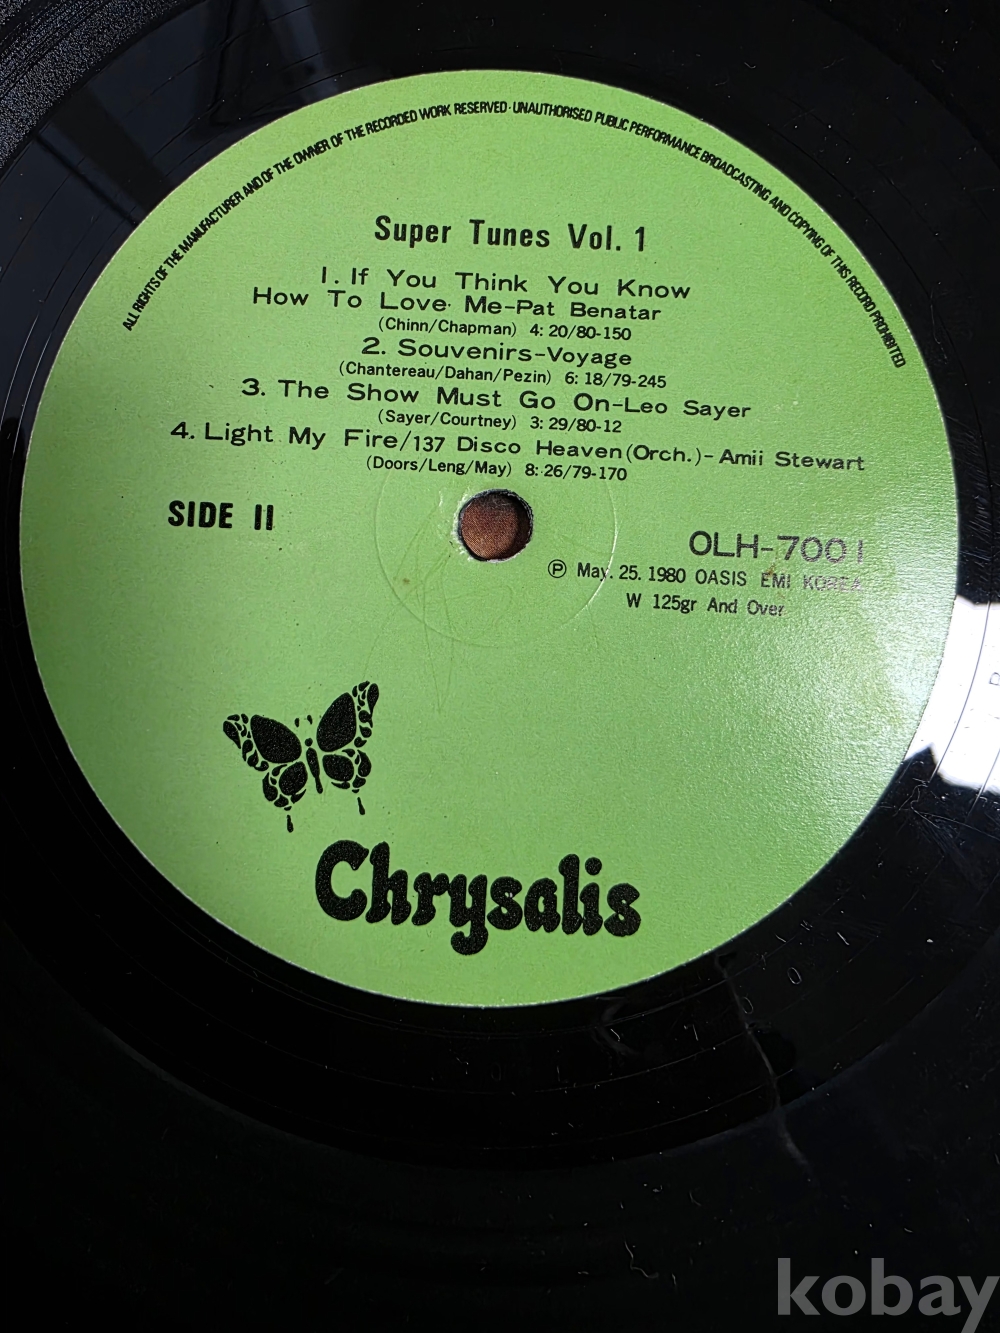 ALL RIGHTS OF THE MANUFACTURER AND OF THE OWNER OF THE RECORDED WORK RESERVED · UNAUTHORISED PUBLIC PERFORMANCE BROADCASTING AND COPYING OF THIS RECORD PROHIBITED
Super Tunes Vol. 1
1. If You Think You Know
How To Love Me-Pat Benatar
(Chinn/Chapman) 4: 20/80-150
2. Souvenirs-Voyage
(Chantereau/Dahan/Pezin) 6: 18/79-245
3. The Show Must Go On-Leo Sayer
(Sayer/Courtney) 3: 29/80-12
4. Light My Fire/137 Disco Heaven (Orch.)- Amii Stewart
(Doors/Leng/May) 8: 26/79-170
SIDE II
OLH-7001
Ⓟ May. 25. 1980 OASIS EMI KOREA
W 125gr And Over
Chrysalis
kobay